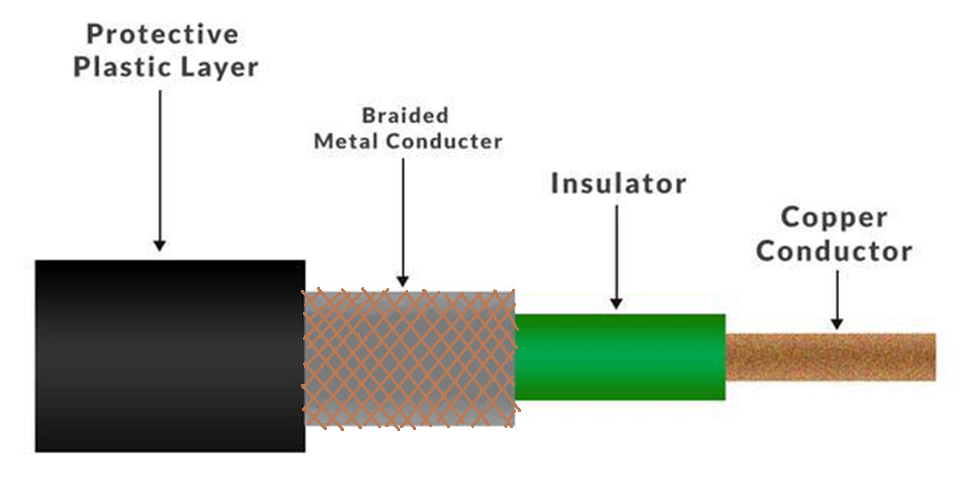 Protective
Plastic Layer
Braided
Metal Conducter
Insulator
Copper
Conductor